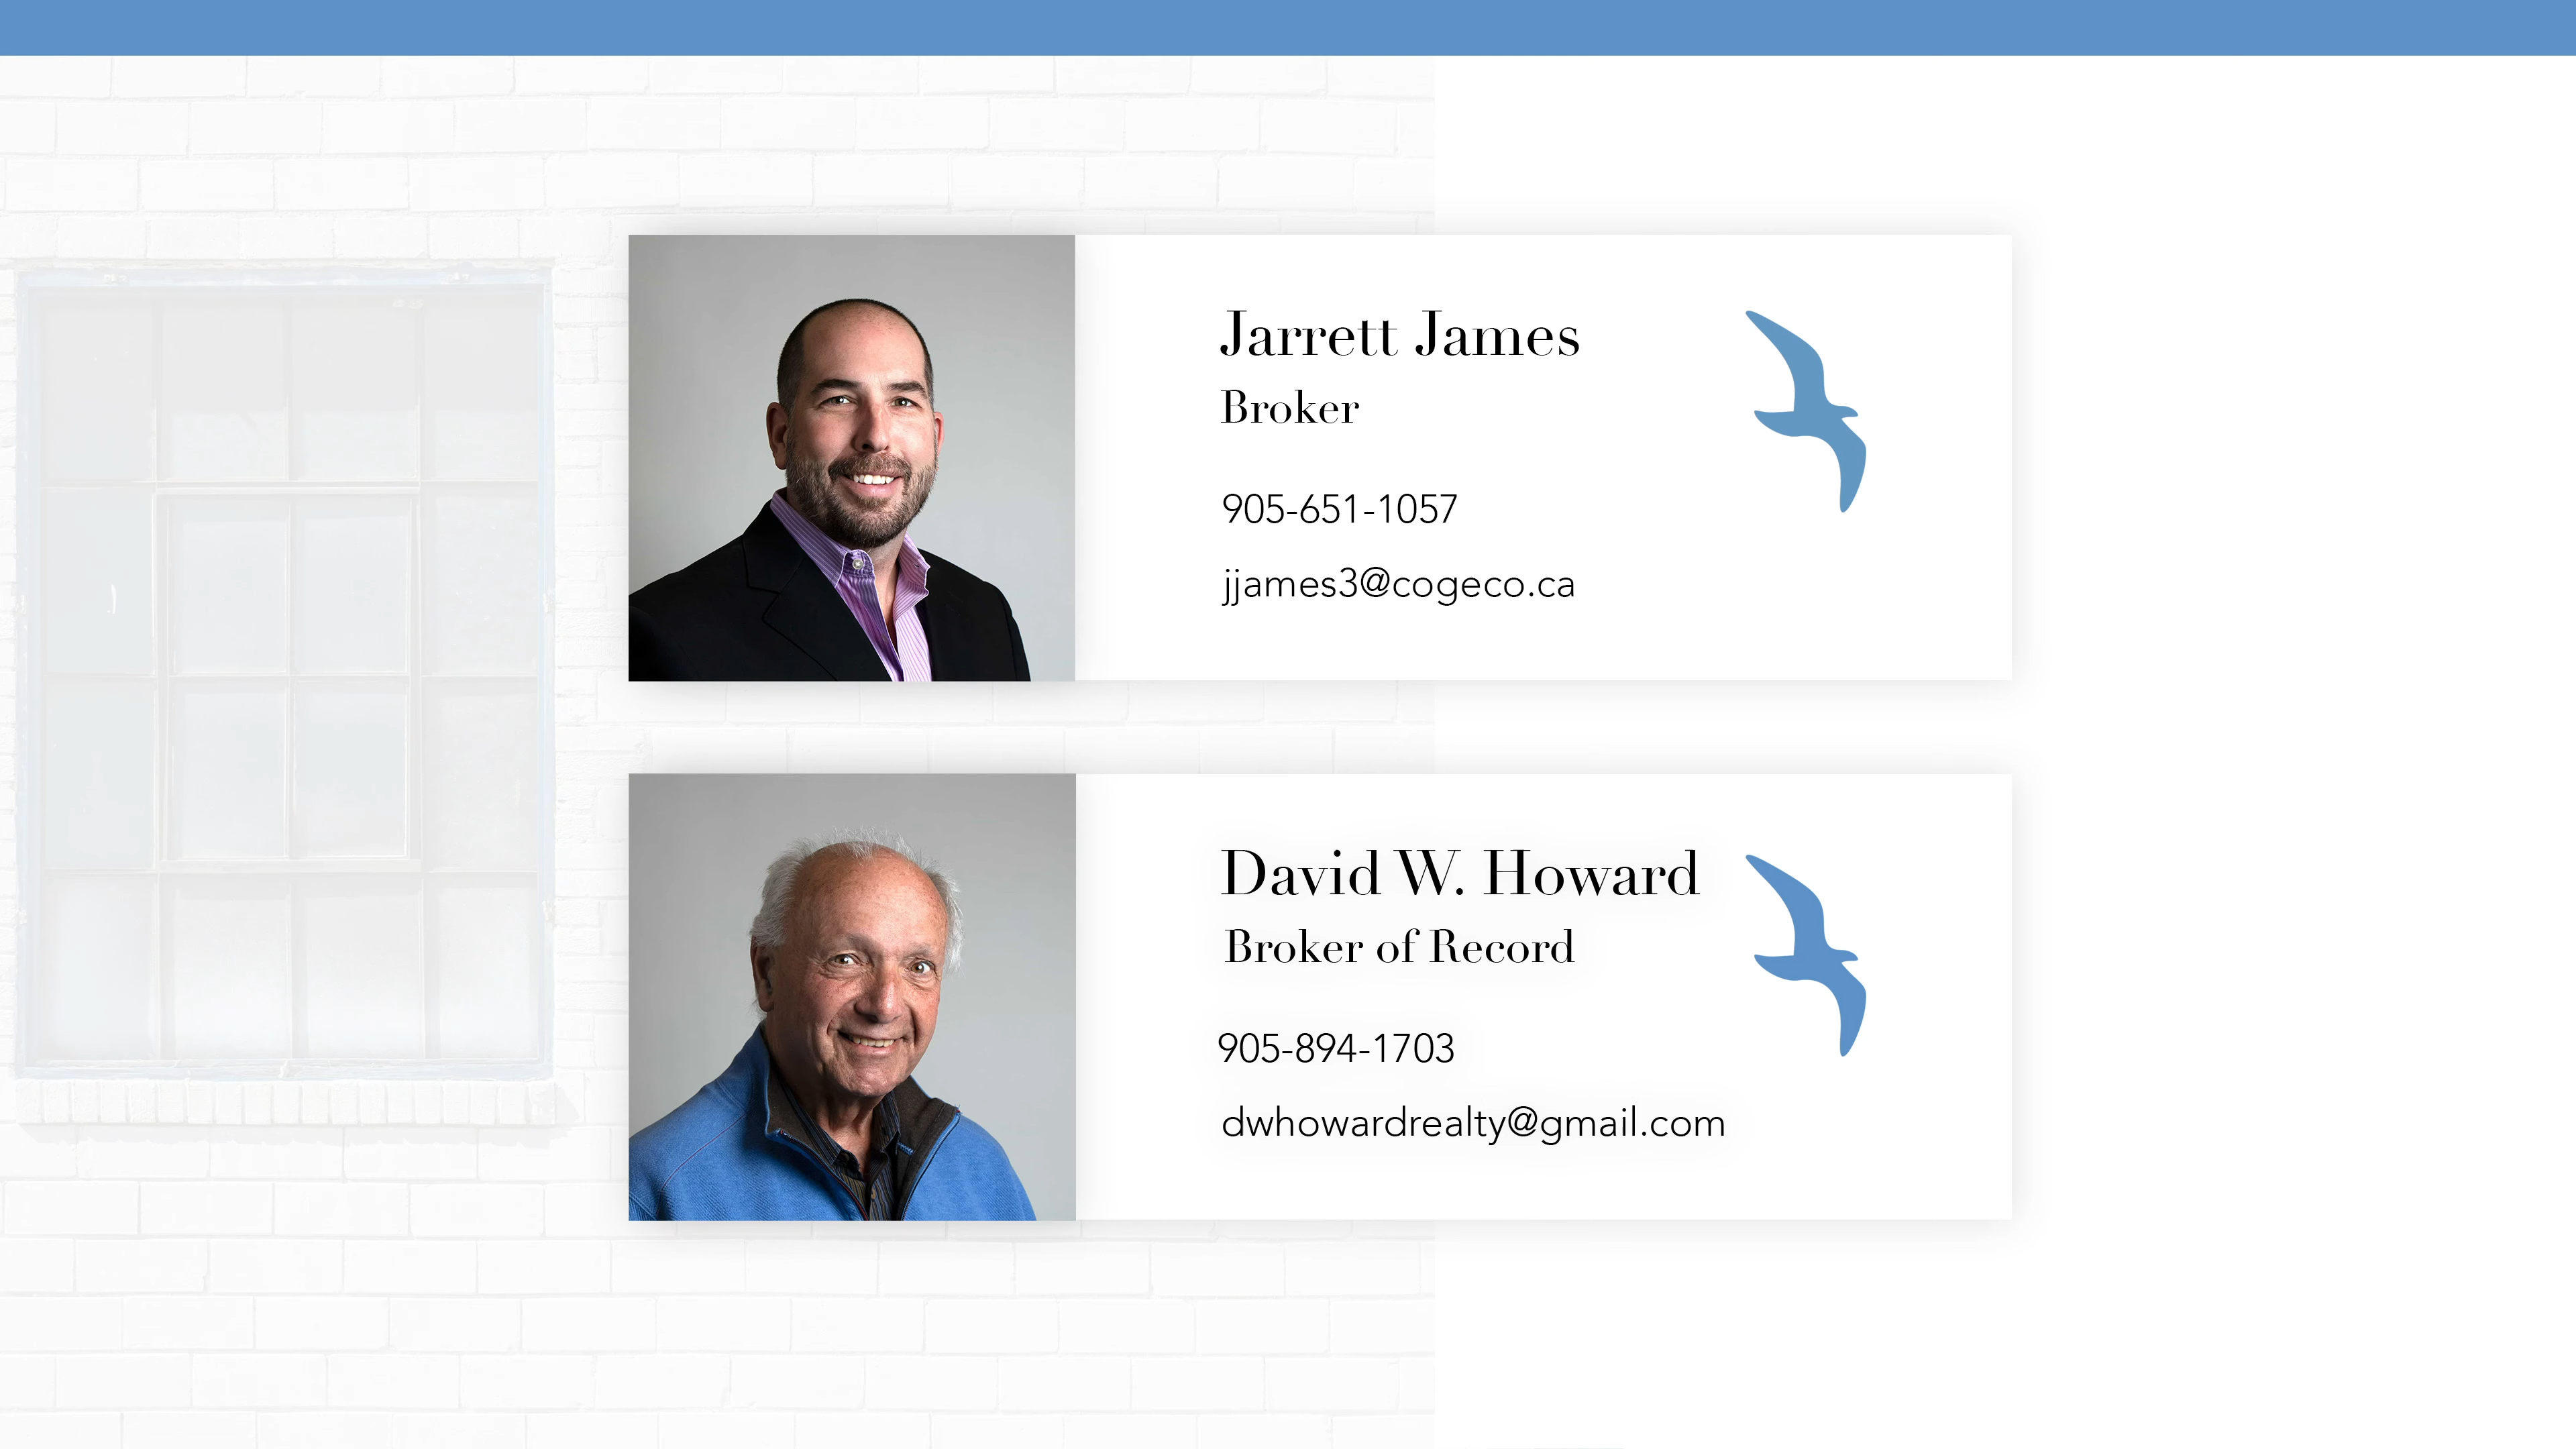 Jarrett James
Broker
905-651-1057
jjames3@cogeco.ca
David W. Howard
Broker of Record
905-894-1703
dwhowardrealty@gmail.com